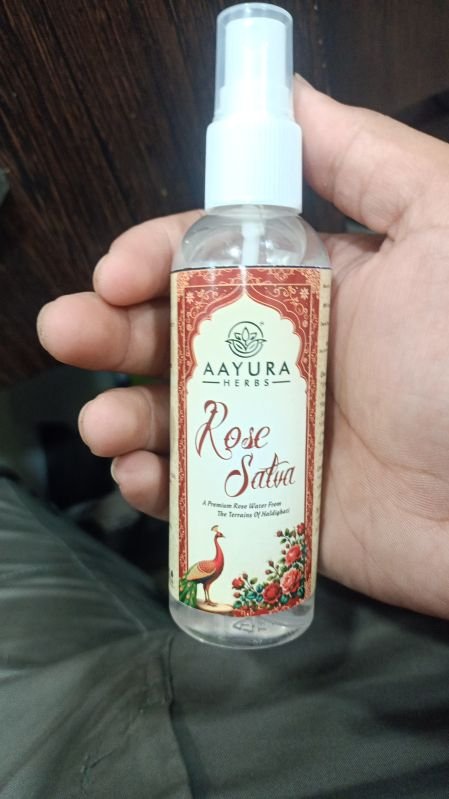 AAYURA
HERBS
Rose
Satva
A Premium Rose Water From
The Terrains Of Haldighati